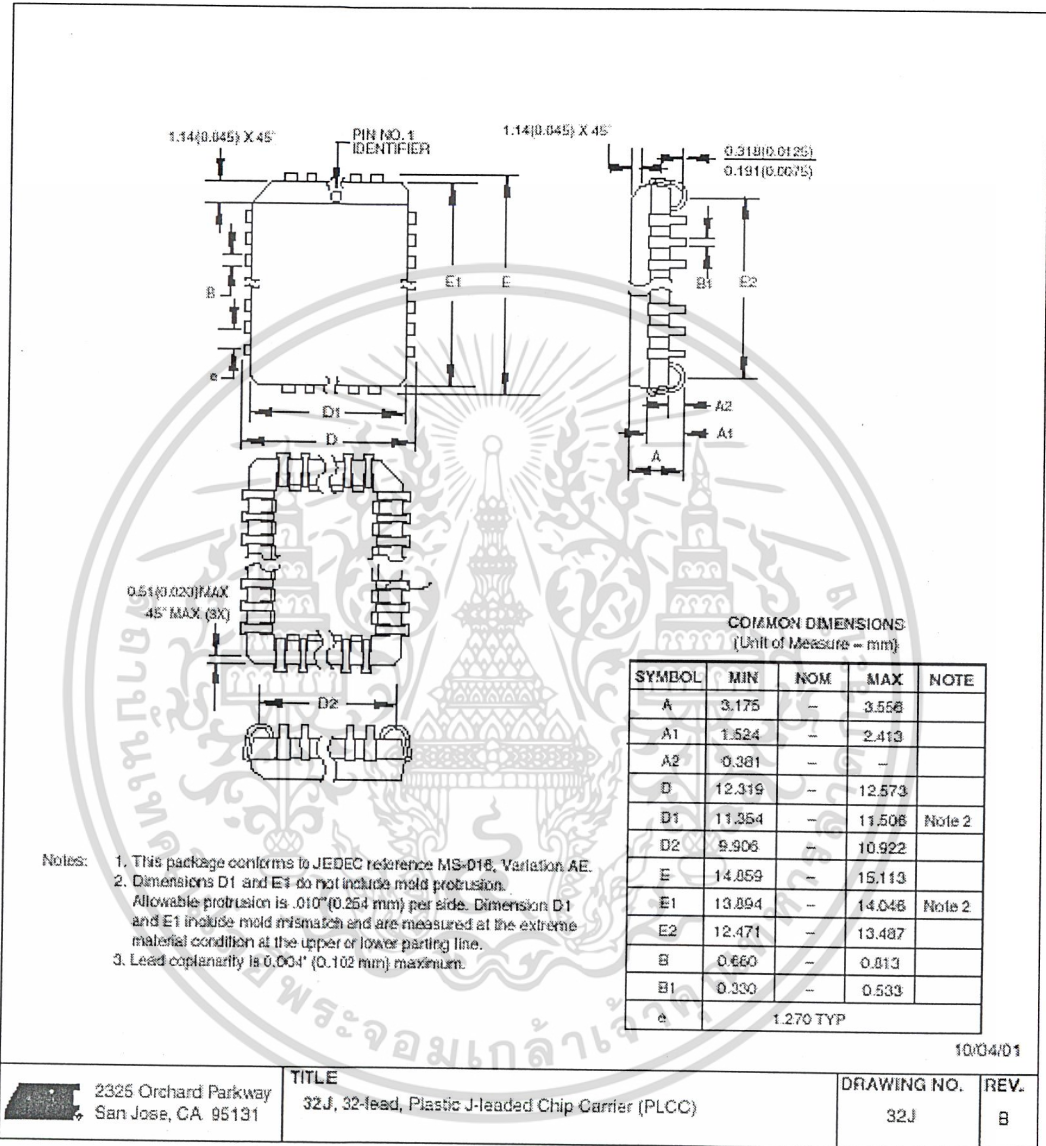 1.14(0.045) X 45°
PIN NO. 1
IDENTIFIER
1.14(0.045) X 45°
0.318(0.0125)
0.191(0.0075)
B
e
E1
E
B1
E2
D1
D
A2
A1
A
0.51(0.020)MAX
45° MAX (3X)
D2
COMMON DIMENSIONS
(Unit of Measure = mm)
SYMBOL MIN NOM MAX NOTE
A 3.175 – 3.556
A1 1.524 – 2.413
A2 0.381 – –
D 12.319 – 12.573
D1 11.354 – 11.506 Note 2
D2 9.906 – 10.922
E 14.859 – 15.113
E1 13.894 – 14.046 Note 2
E2 12.471 – 13.487
B 0.660 – 0.813
B1 0.330 – 0.533
e 1.270 TYP
Notes: 1. This package conforms to JEDEC reference MS-016, Variation AE.
2. Dimensions D1 and E1 do not include mold protrusion.
Allowable protrusion is .010"(0.254 mm) per side. Dimension D1
and E1 include mold mismatch and are measured at the extreme
material condition at the upper or lower parting line.
3. Lead coplanarity is 0.004" (0.102 mm) maximum.
10/04/01
2325 Orchard Parkway
San Jose, CA 95131
TITLE
32J, 32-lead, Plastic J-leaded Chip Carrier (PLCC)
DRAWING NO.
32J
REV.
B